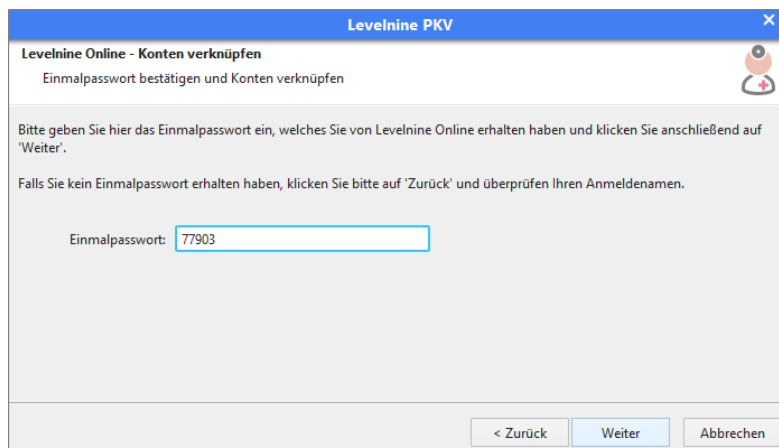 Levelnine PKV
Levelnine Online - Konten verknüpfen
Einmalpasswort bestätigen und Konten verknüpfen
Bitte geben Sie hier das Einmalpasswort ein, welches Sie von Levelnine Online erhalten haben und klicken Sie anschließend auf
'Weiter'.
Falls Sie kein Einmalpasswort erhalten haben, klicken Sie bitte auf 'Zurück' und überprüfen Ihren Anmeldenamen.
Einmalpasswort: 77903
< Zurück Weiter Abbrechen